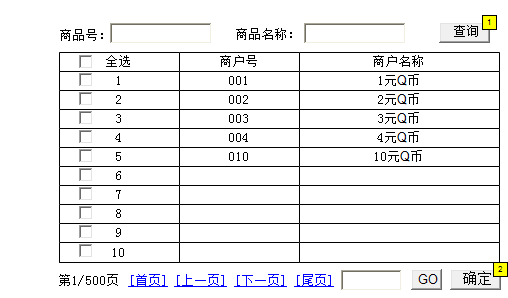 商品号： 商品名称： 查询 1
全选 商户号 商户名称
1 001 1元Q币
2 002 2元Q币
3 003 3元Q币
4 004 4元Q币
5 010 10元Q币
6
7
8
9
10
第1/500页 [首页] [上一页] [下一页] [尾页] GO 确定 2